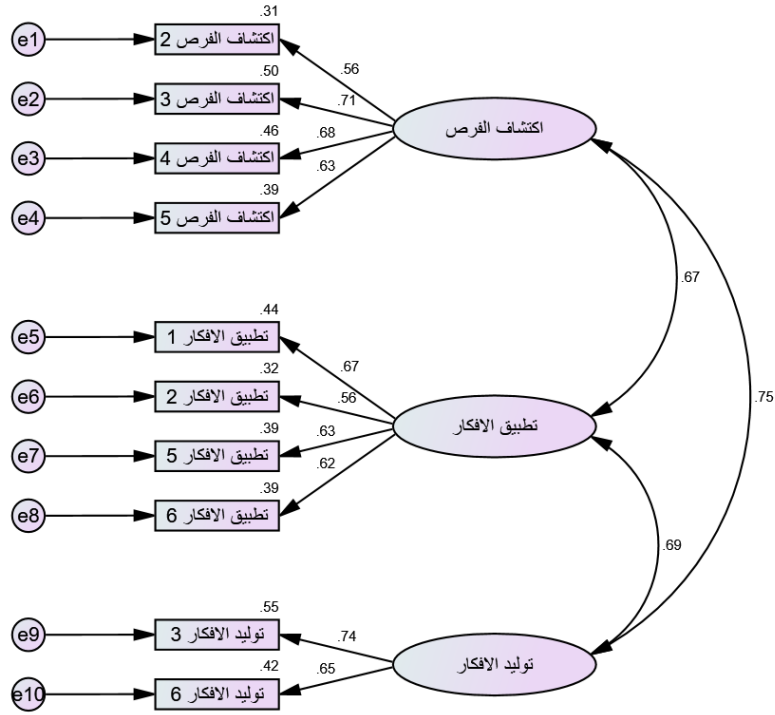 .31
e1
اكتشاف الفرص 2
.56
.50
e2
اكتشاف الفرص 3
.71
اكتشاف الفرص
.46
e3
اكتشاف الفرص 4
.68
.63
.39
e4
اكتشاف الفرص 5
.67
.44
e5
تطبيق الافكار 1
.67
.32
e6
تطبيق الافكار 2
.56
.75
تطبيق الافكار
.39
e7
تطبيق الافكار 5
.63
.62
.39
e8
تطبيق الافكار 6
.69
.55
e9
توليد الافكار 3
.74
توليد الافكار
.42
e10
توليد الافكار 6
.65